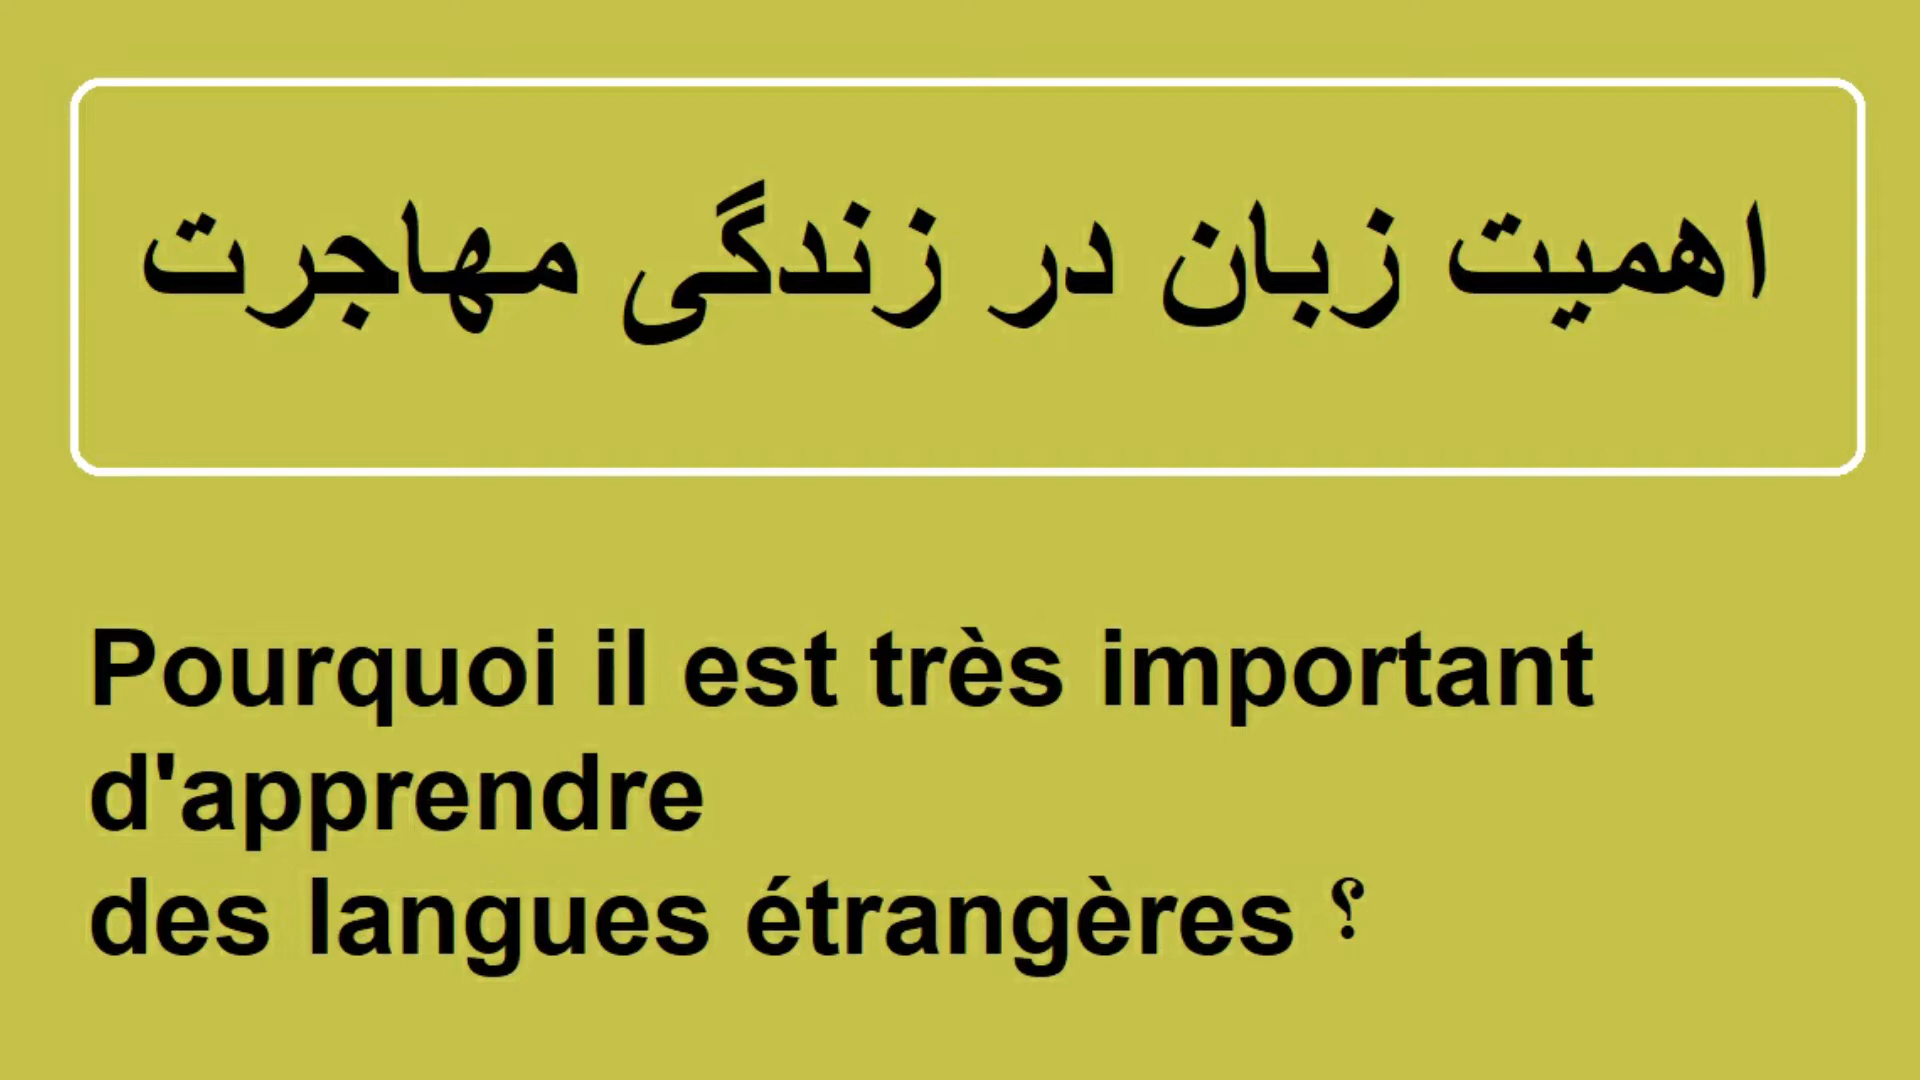 اهمیت زبان در زندگی مهاجرت
Pourquoi il est très important
d'apprendre
des langues étrangères ؟